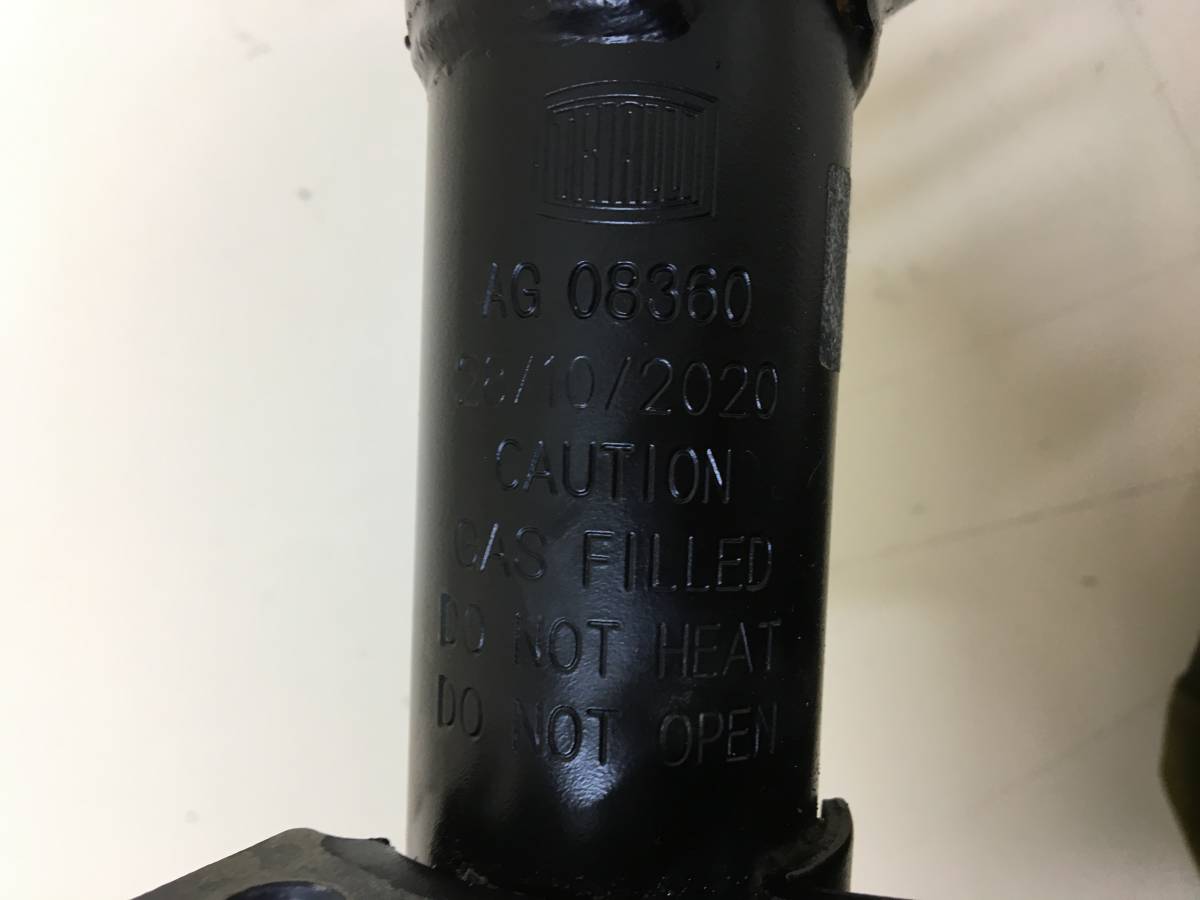 AG 08360
28/10/2020
CAUTION
GAS FILLED
DO NOT HEAT
DO NOT OPEN